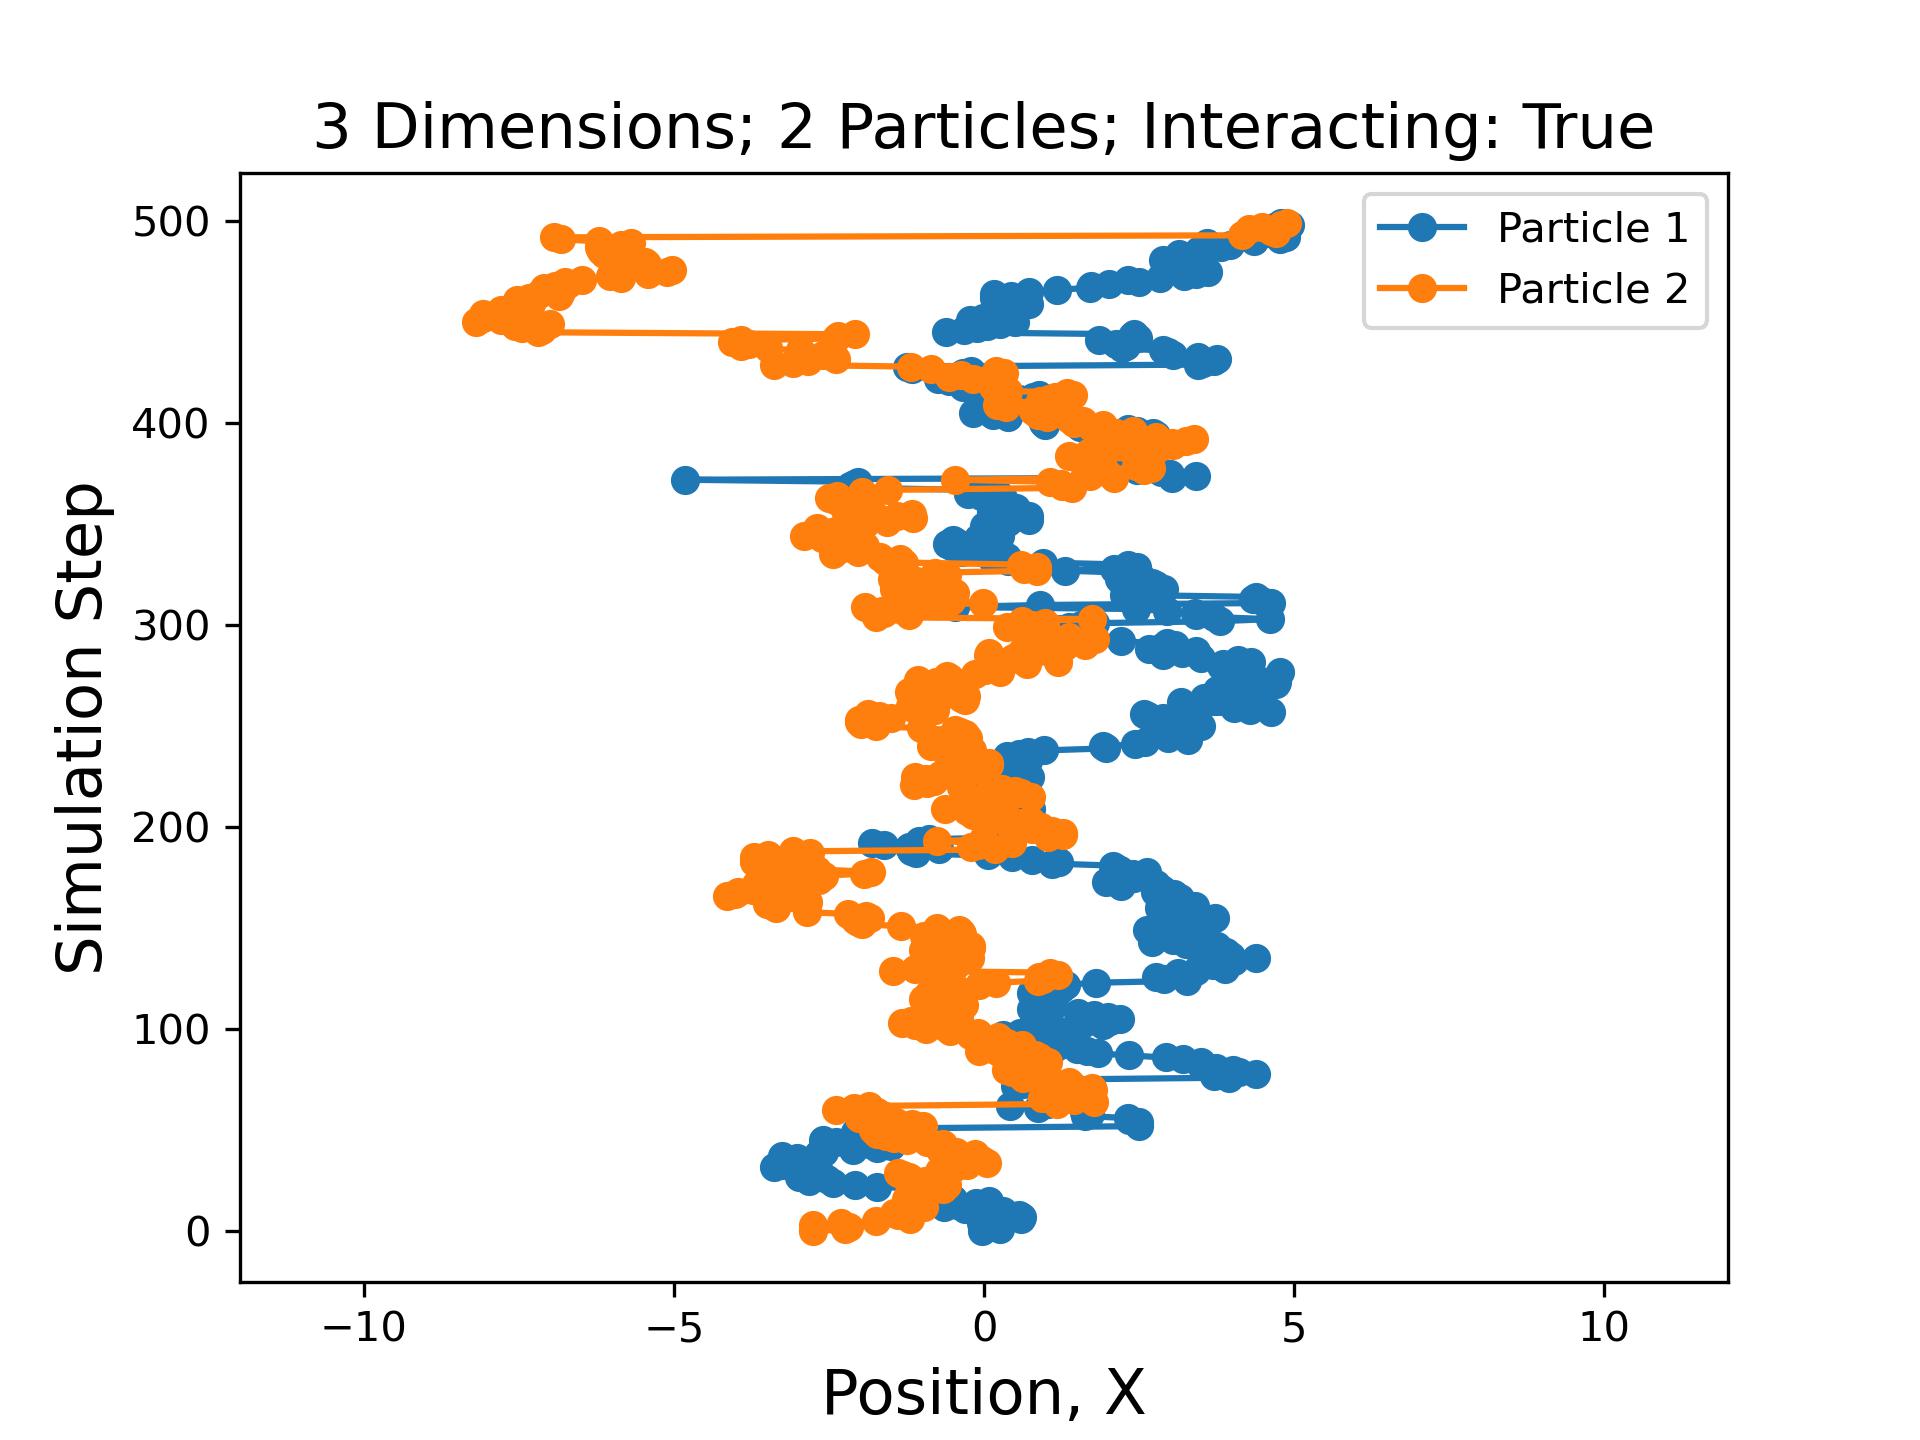 3 Dimensions; 2 Particles; Interacting: True
Particle 1
Particle 2
Simulation Step
500
400
300
200
100
0
−10
−5
0
5
10
Position, X